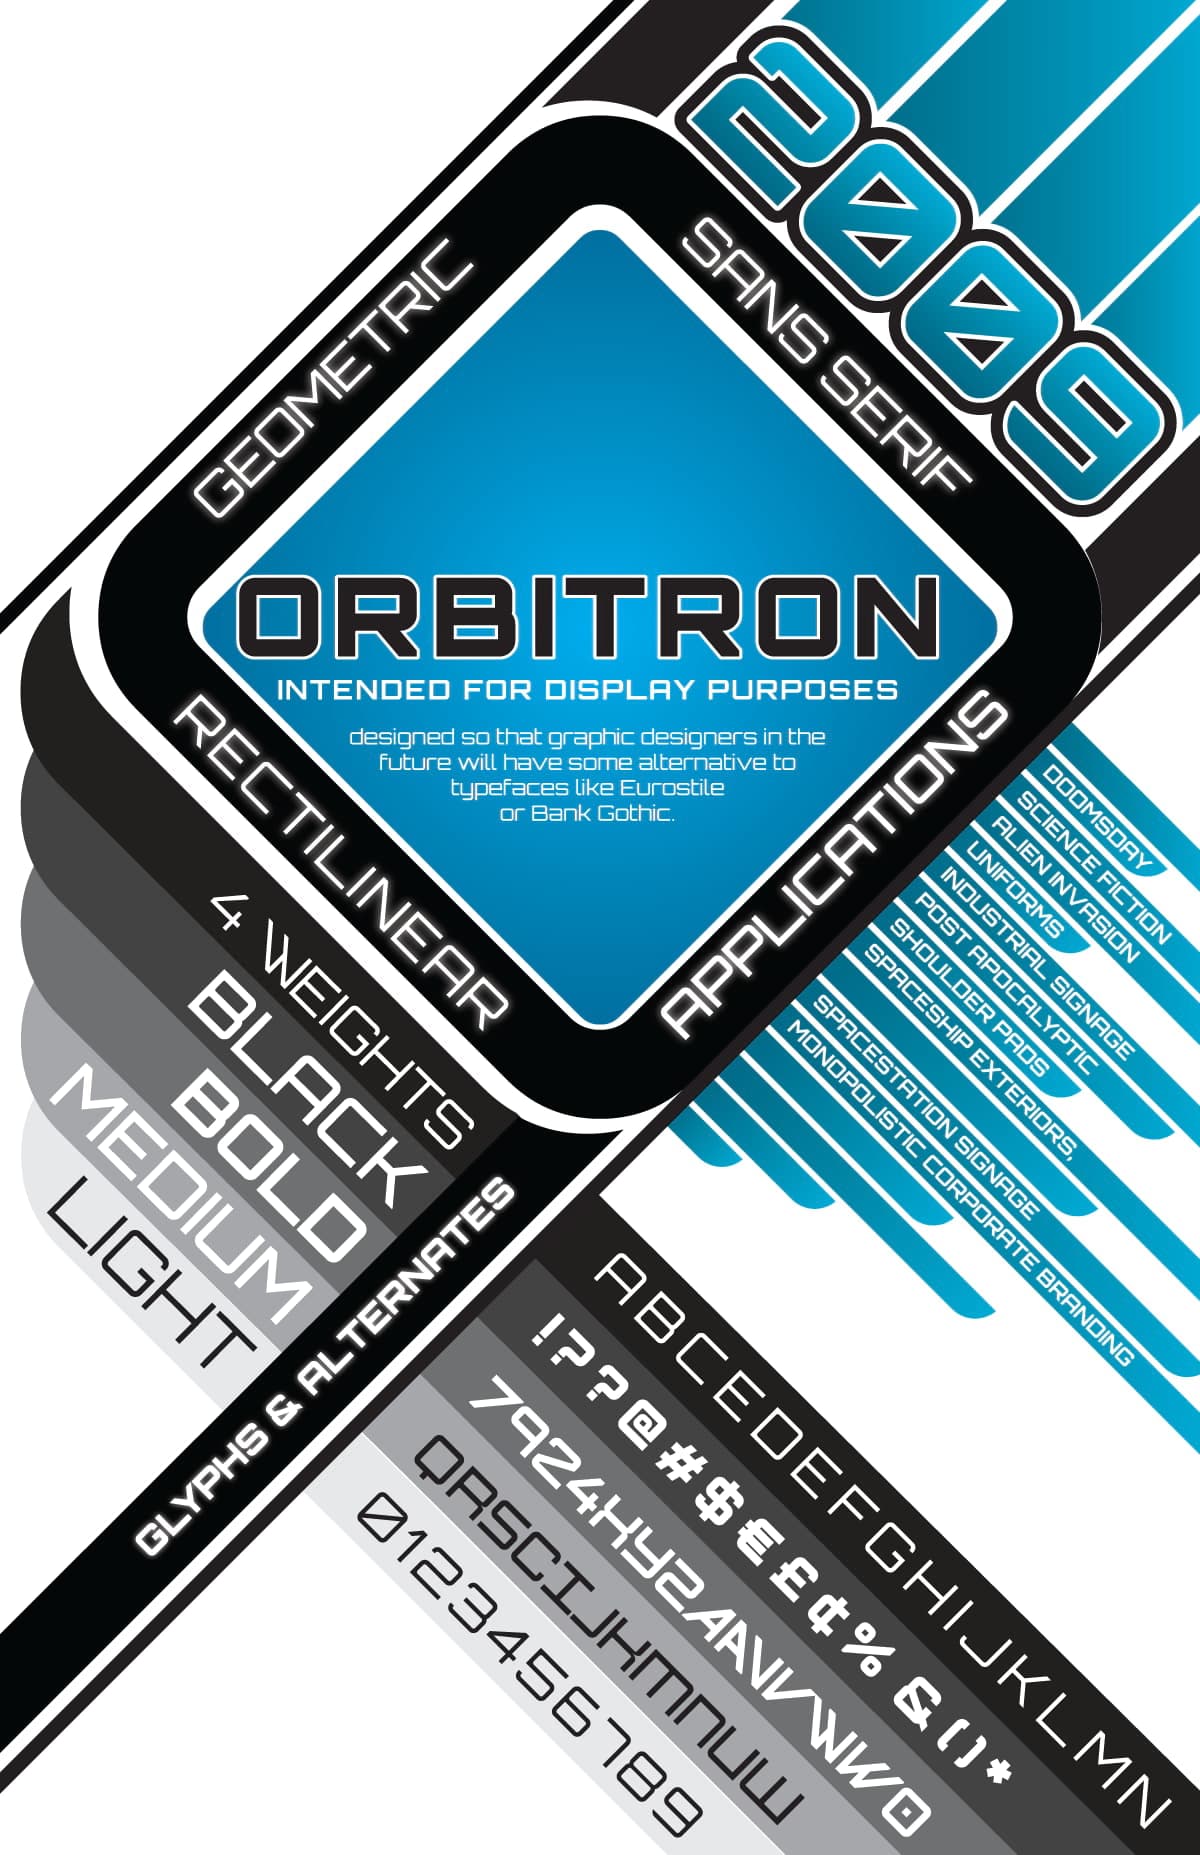 2009
GEOMETRIC
SANS SERIF
ORBITRON
INTENDED FOR DISPLAY PURPOSES
designed so that graphic designers in the
future will have some alternative to
typefaces like Eurostile
or Bank Gothic.
RECTILINEAR
APPLICATIONS
DOOMSDAY
SCIENCE FICTION
ALIEN INVASION
UNIFORMS
INDUSTRIAL SIGNAGE
POST APOCALYPTIC
SHOULDER PADS
SPACESHIP EXTERIORS,
SPACESTATION SIGNAGE
MONOPOLISTIC CORPORATE BRANDING
4 WEIGHTS
BLACK
BOLD
MEDIUM
LIGHT
GLYPHS & ALTERNATES
ABCEDEFGHIJKLMN
!??@#$€£¢% &()*
7924XYZAAVVWWO
QRSCIJKMNUW
0123456789